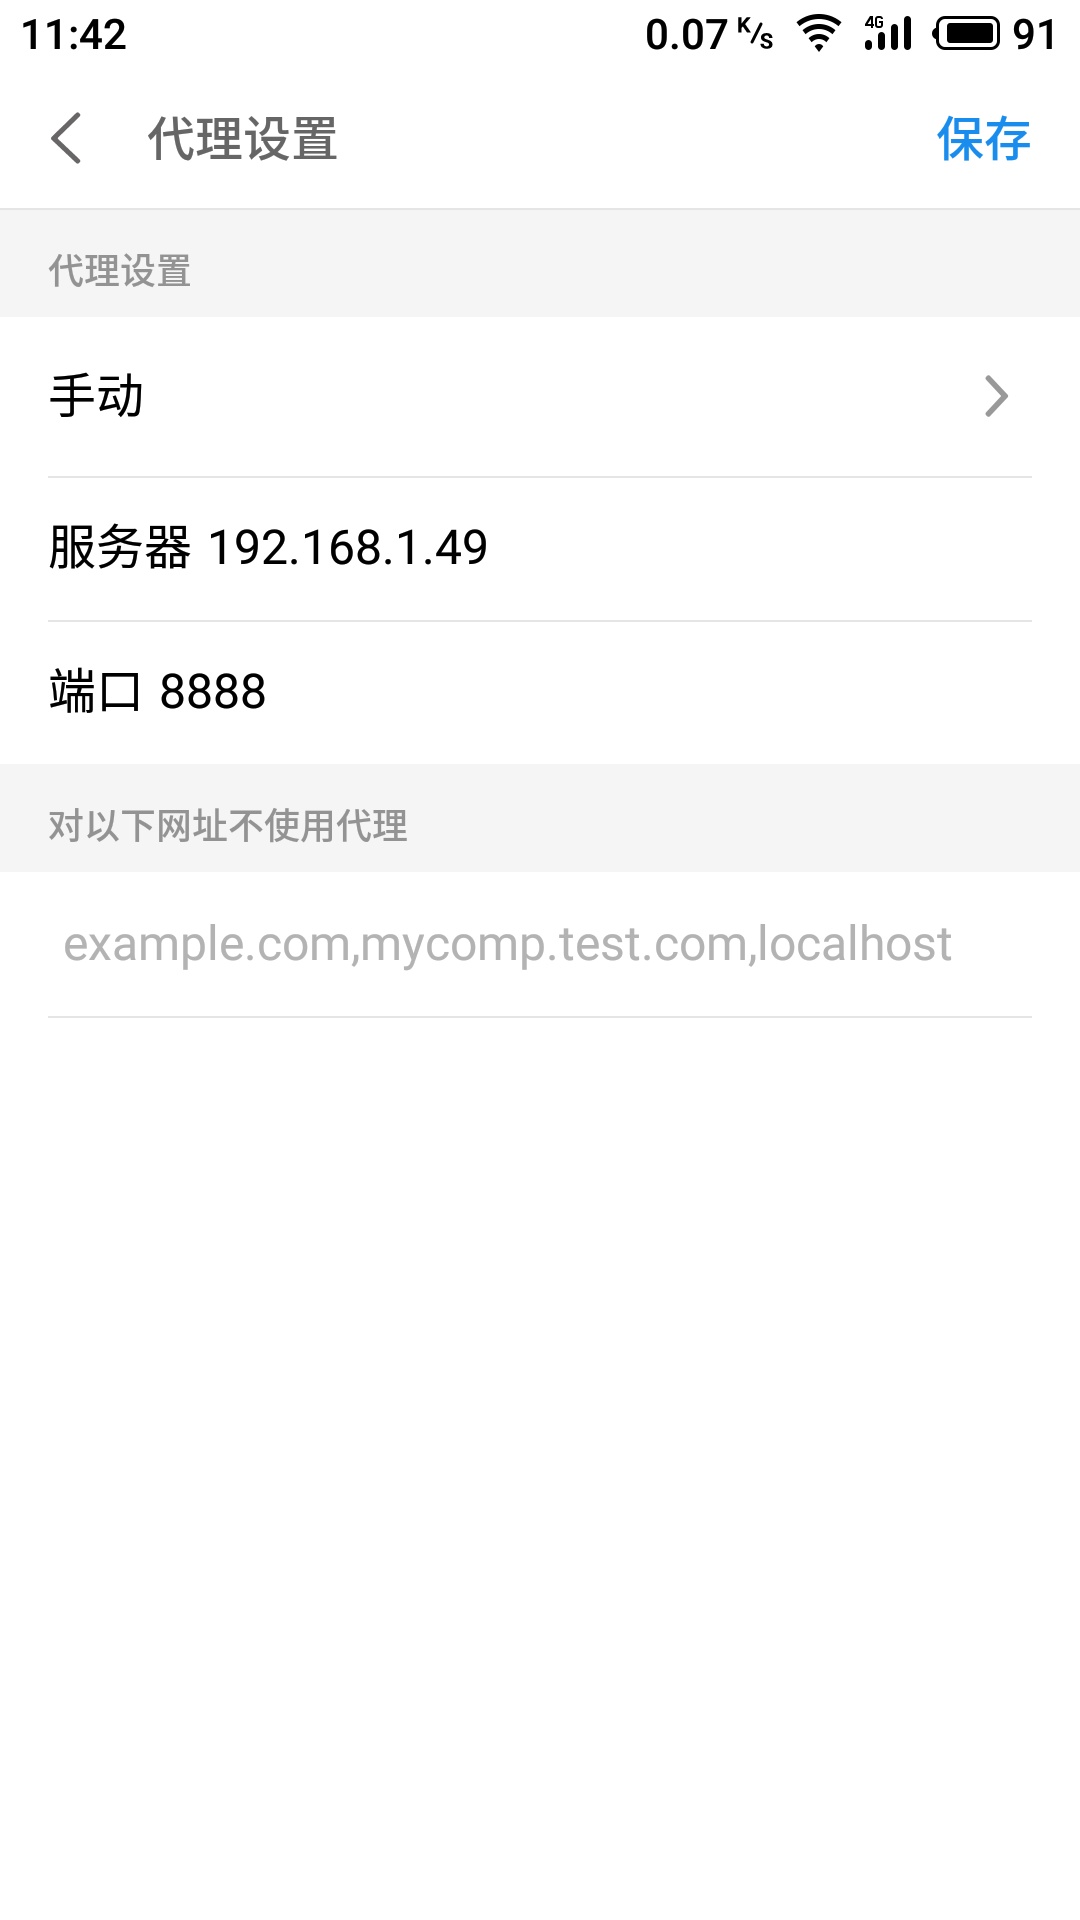 11:42 0.07 K/s 4G 91
代理设置 保存
代理设置
手动
服务器 192.168.1.49
端口 8888
对以下网址不使用代理
example.com,mycomp.test.com,localhost